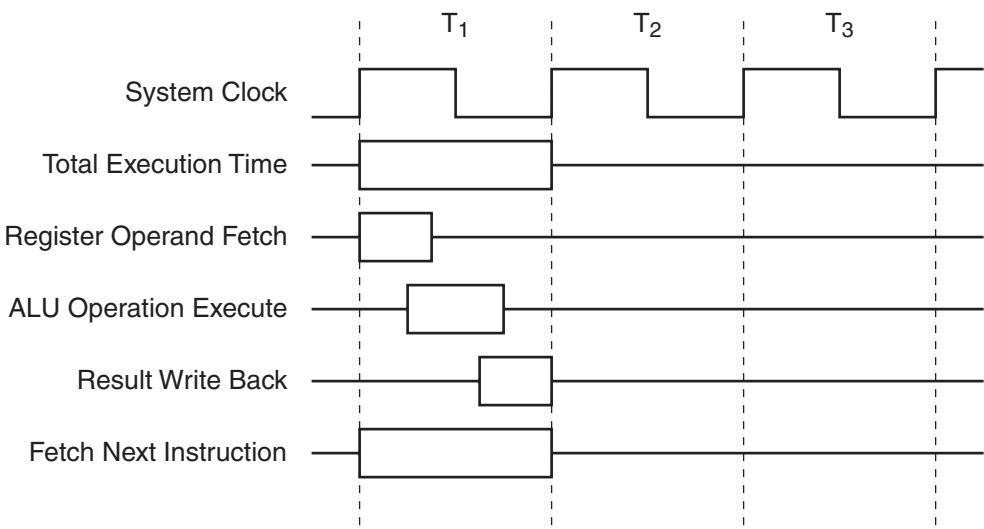 T1 T2 T3
System Clock
Total Execution Time
Register Operand Fetch
ALU Operation Execute
Result Write Back
Fetch Next Instruction